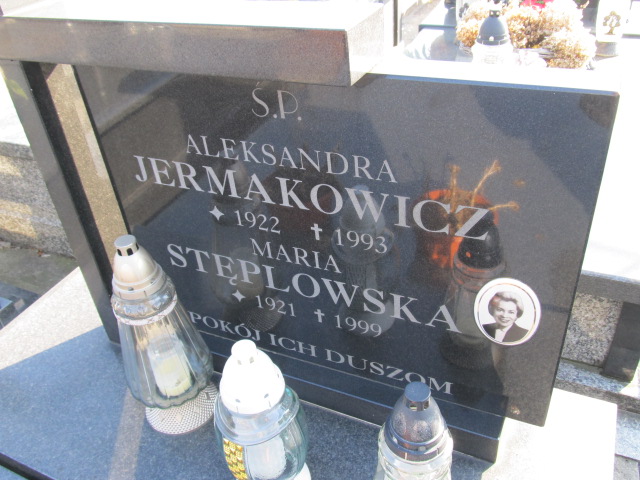 Ś.P.
ALEKSANDRA
JERMAKOWICZ
1922 1993
MARIA
STĘPLOWSKA
1921 1999
POKÓJ ICH DUSZOM